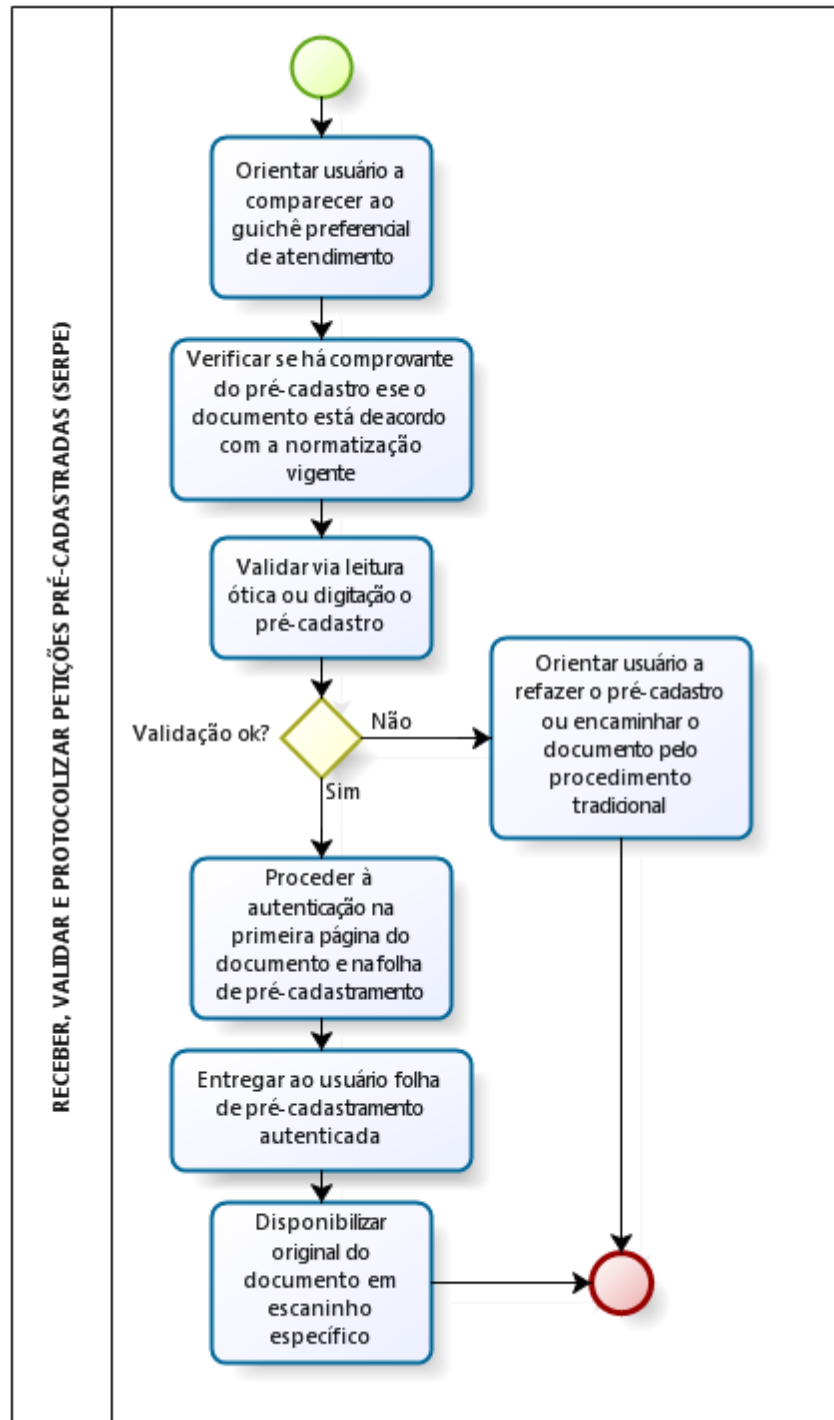 RECEBER, VALIDAR E PROTOCOLIZAR PETIÇÕES PRÉ-CADASTRADAS (SERPE)
Orientar usuário a
comparecer ao
guichê preferencial
de atendimento
Verificar se há comprovante
do pré-cadastro e se o
documento está de acordo
com a normatização
vigente
Validar via leitura
ótica ou digitação o
pré-cadastro
Validação ok?
Não
Sim
Orientar usuário a
refazer o pré-cadastro
ou encaminhar o
documento pelo
procedimento
tradicional
Proceder à
autenticação na
primeira página do
documento e na folha
de pré-cadastramento
Entregar ao usuário folha
de pré-cadastramento
autenticada
Disponibilizar
original do
documento em
escaninho
específico